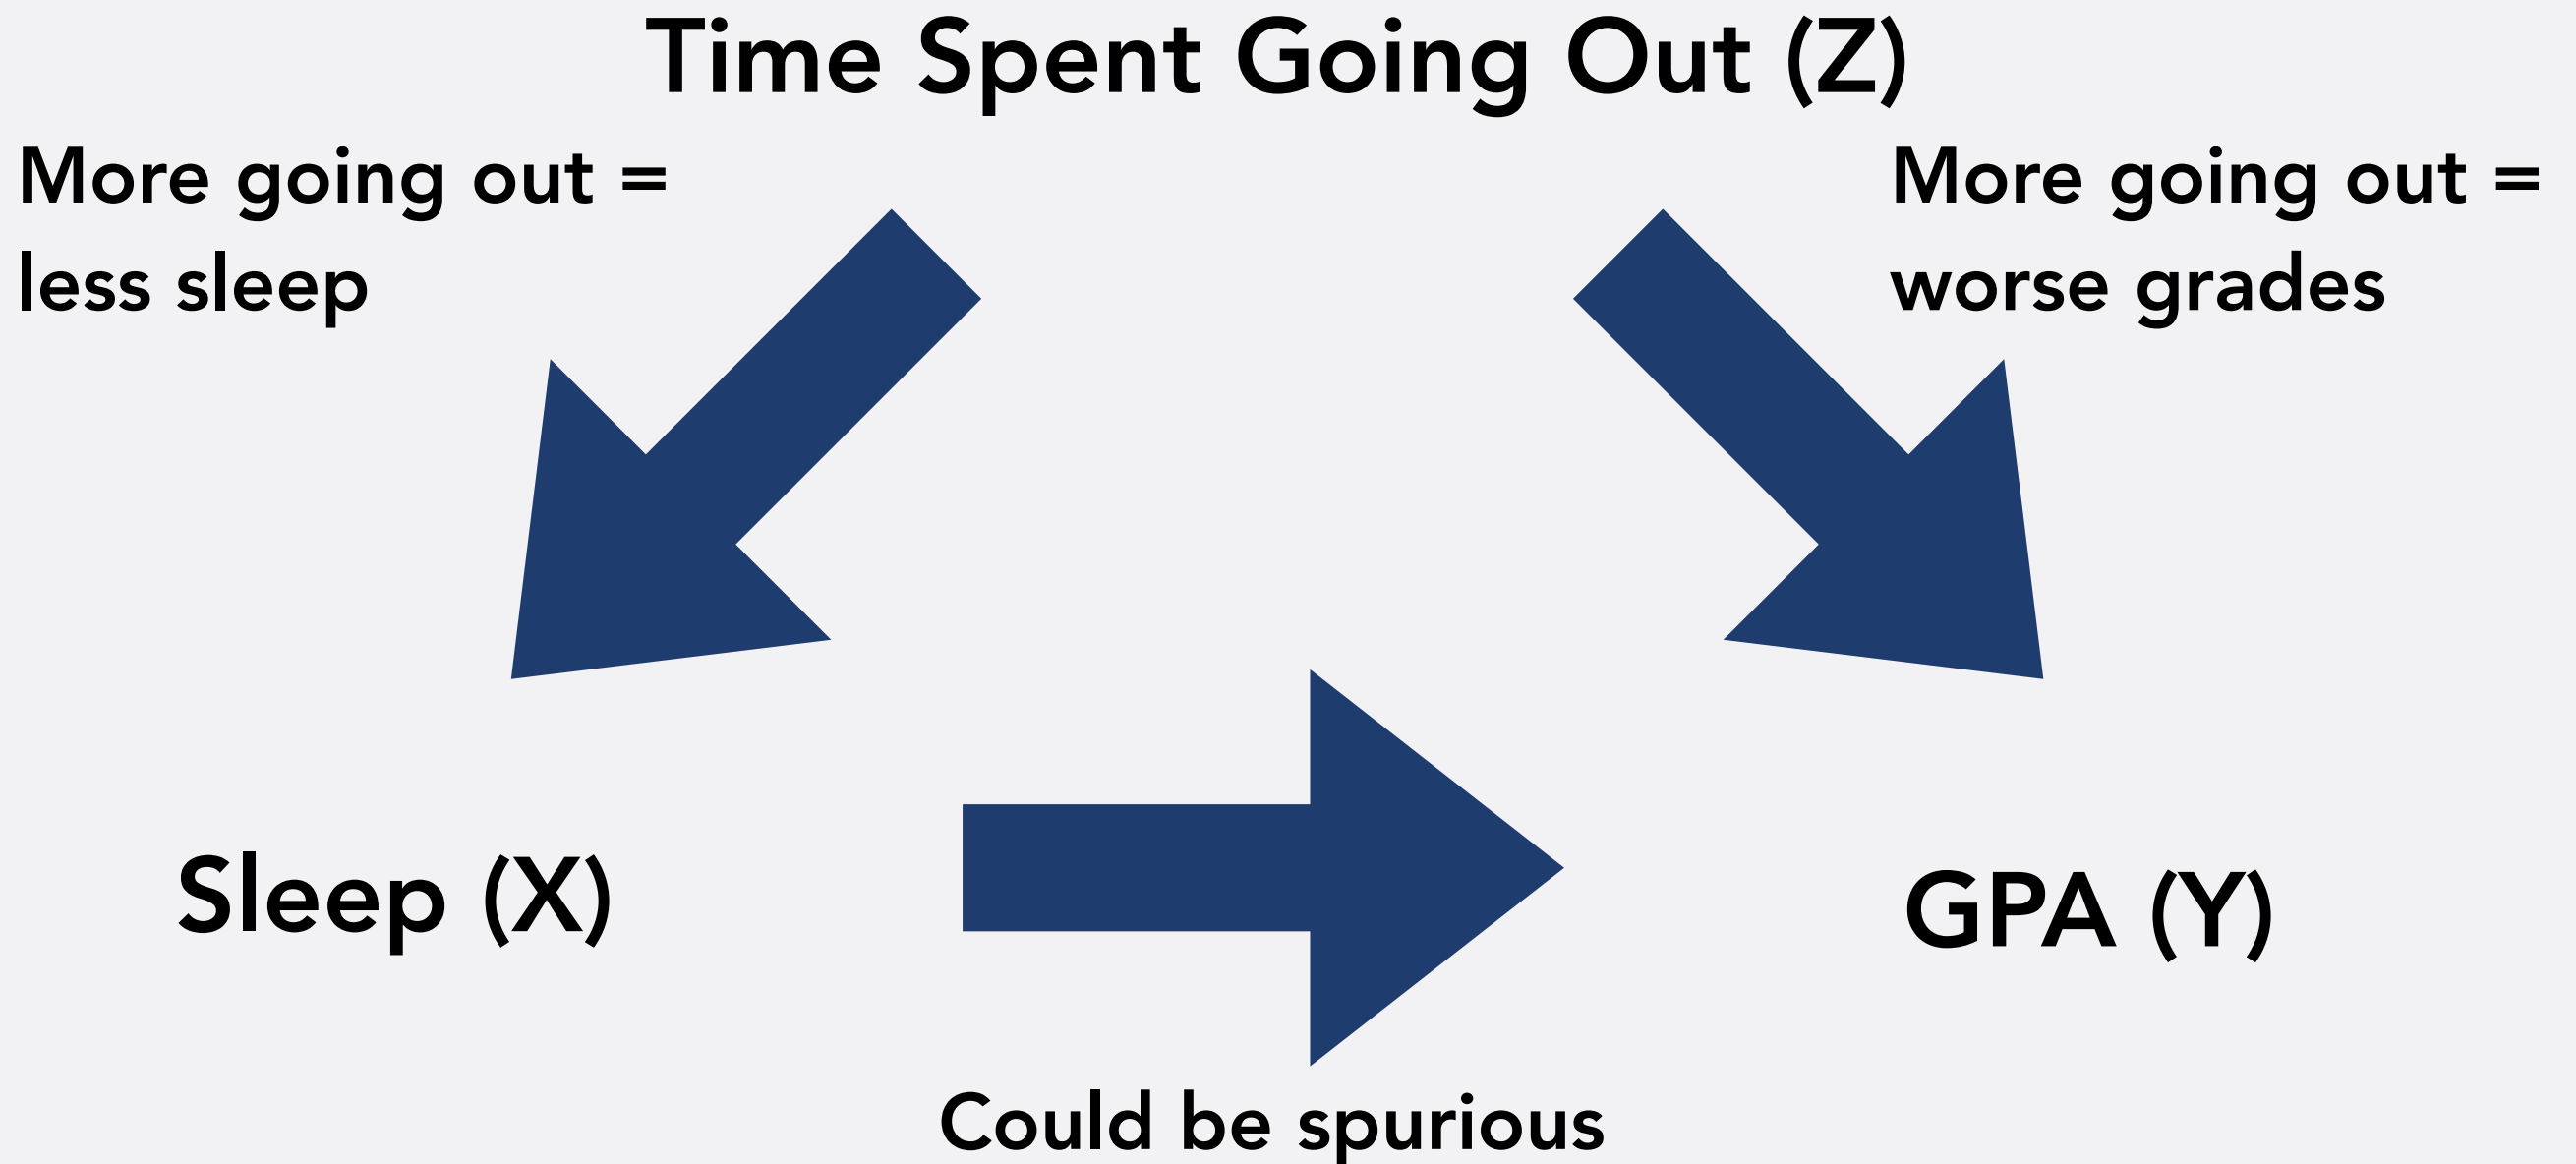 Time Spent Going Out (Z)
More going out =
less sleep
More going out =
worse grades
Sleep (X)
GPA (Y)
Could be spurious